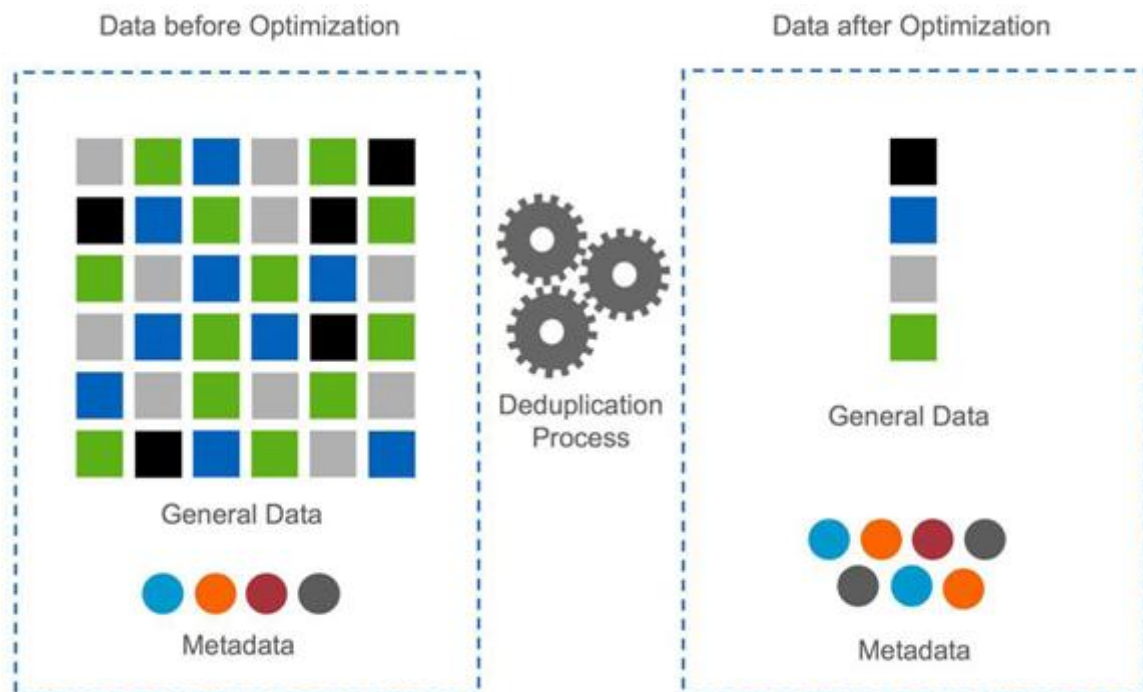 Data before Optimization
Data after Optimization
Deduplication
Process
General Data
General Data
Metadata
Metadata